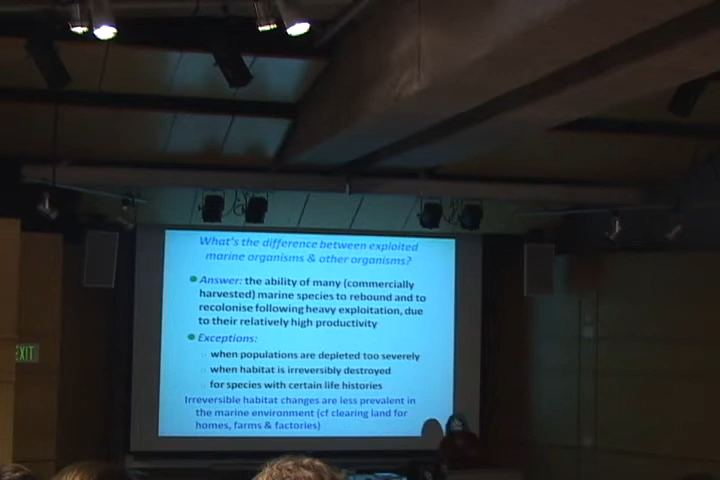 What's the difference between exploited
marine organisms & other organisms?
Answer: the ability of many (commercially
harvested) marine species to rebound and to
recolonise following heavy exploitation, due
to their relatively high productivity
Exceptions:
when populations are depleted too severely
when habitat is irreversibly destroyed
for species with certain life histories
EXIT
Irreversible habitat changes are less prevalent in
the marine environment (cf clearing land for
homes, farms & factories)